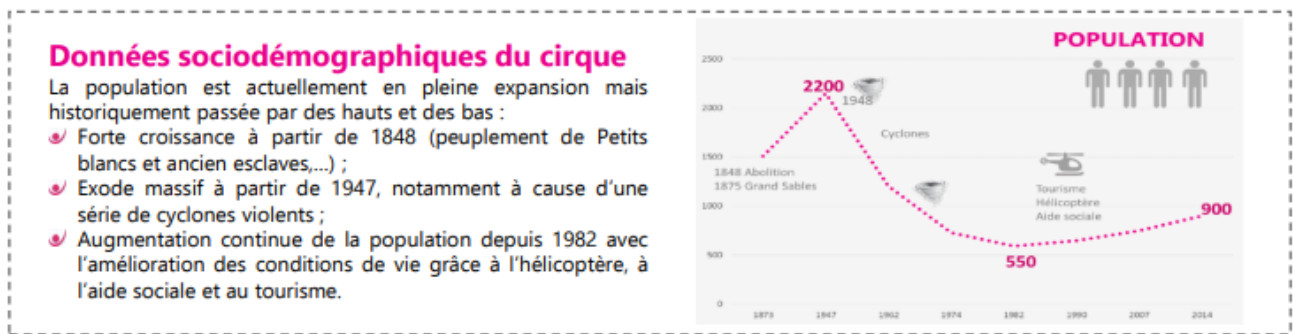 Données sociodémographiques du cirque
La population est actuellement en pleine expansion mais
historiquement passée par des hauts et des bas :
Forte croissance à partir de 1848 (peuplement de Petits
blancs et ancien esclaves,...) ;
Exode massif à partir de 1947, notamment à cause d'une
série de cyclones violents ;
Augmentation continue de la population depuis 1982 avec
l'amélioration des conditions de vie grâce à l'hélicoptère, à
l'aide sociale et au tourisme.
POPULATION
2500
2200
1948
2000
Cyclones
1500
1848 Abolition
1875 Grand Sables
Tourisme
Hélicoptère
Aide sociale
1000
900
500
550
0
1873 1947 1962 1974 1982 1990 2007 2014